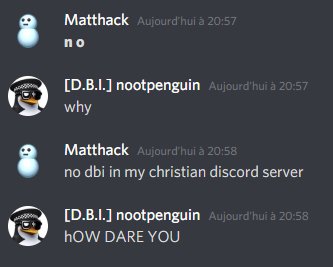 Matthack Aujourd'hui à 20:57
n o
[D.B.I.] nootpenguin Aujourd'hui à 20:57
why
Matthack Aujourd'hui à 20:58
no dbi in my christian discord server
[D.B.I.] nootpenguin Aujourd'hui à 20:58
hOW DARE YOU